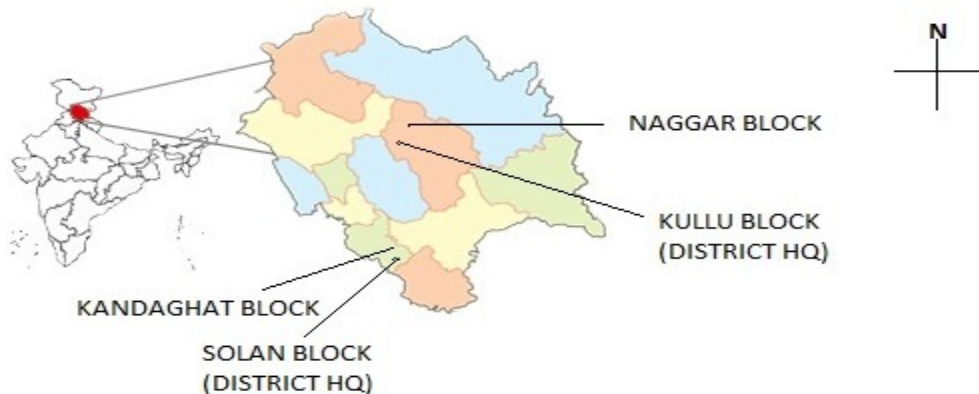 N
NAGGAR BLOCK
KULLU BLOCK
(DISTRICT HQ)
KANDAGHAT BLOCK
SOLAN BLOCK
(DISTRICT HQ)